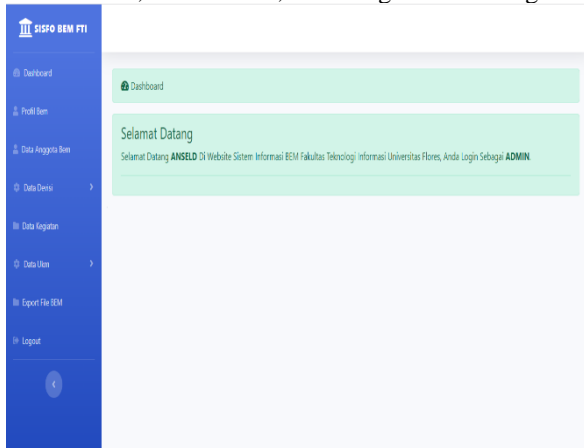 SISFO BEM FTI
Dashboard
Profil Bem
Data Anggota Bem
Data Derisi
Data Kegiatan
Data Ukm
Export File BEM
Logout
Dashboard
Selamat Datang
Selamat Datang ANSELD Di Website Sistem Informasi BEM Fakultas Teknologi Informasi Universitas Flores, Anda Login Sebagai ADMIN.